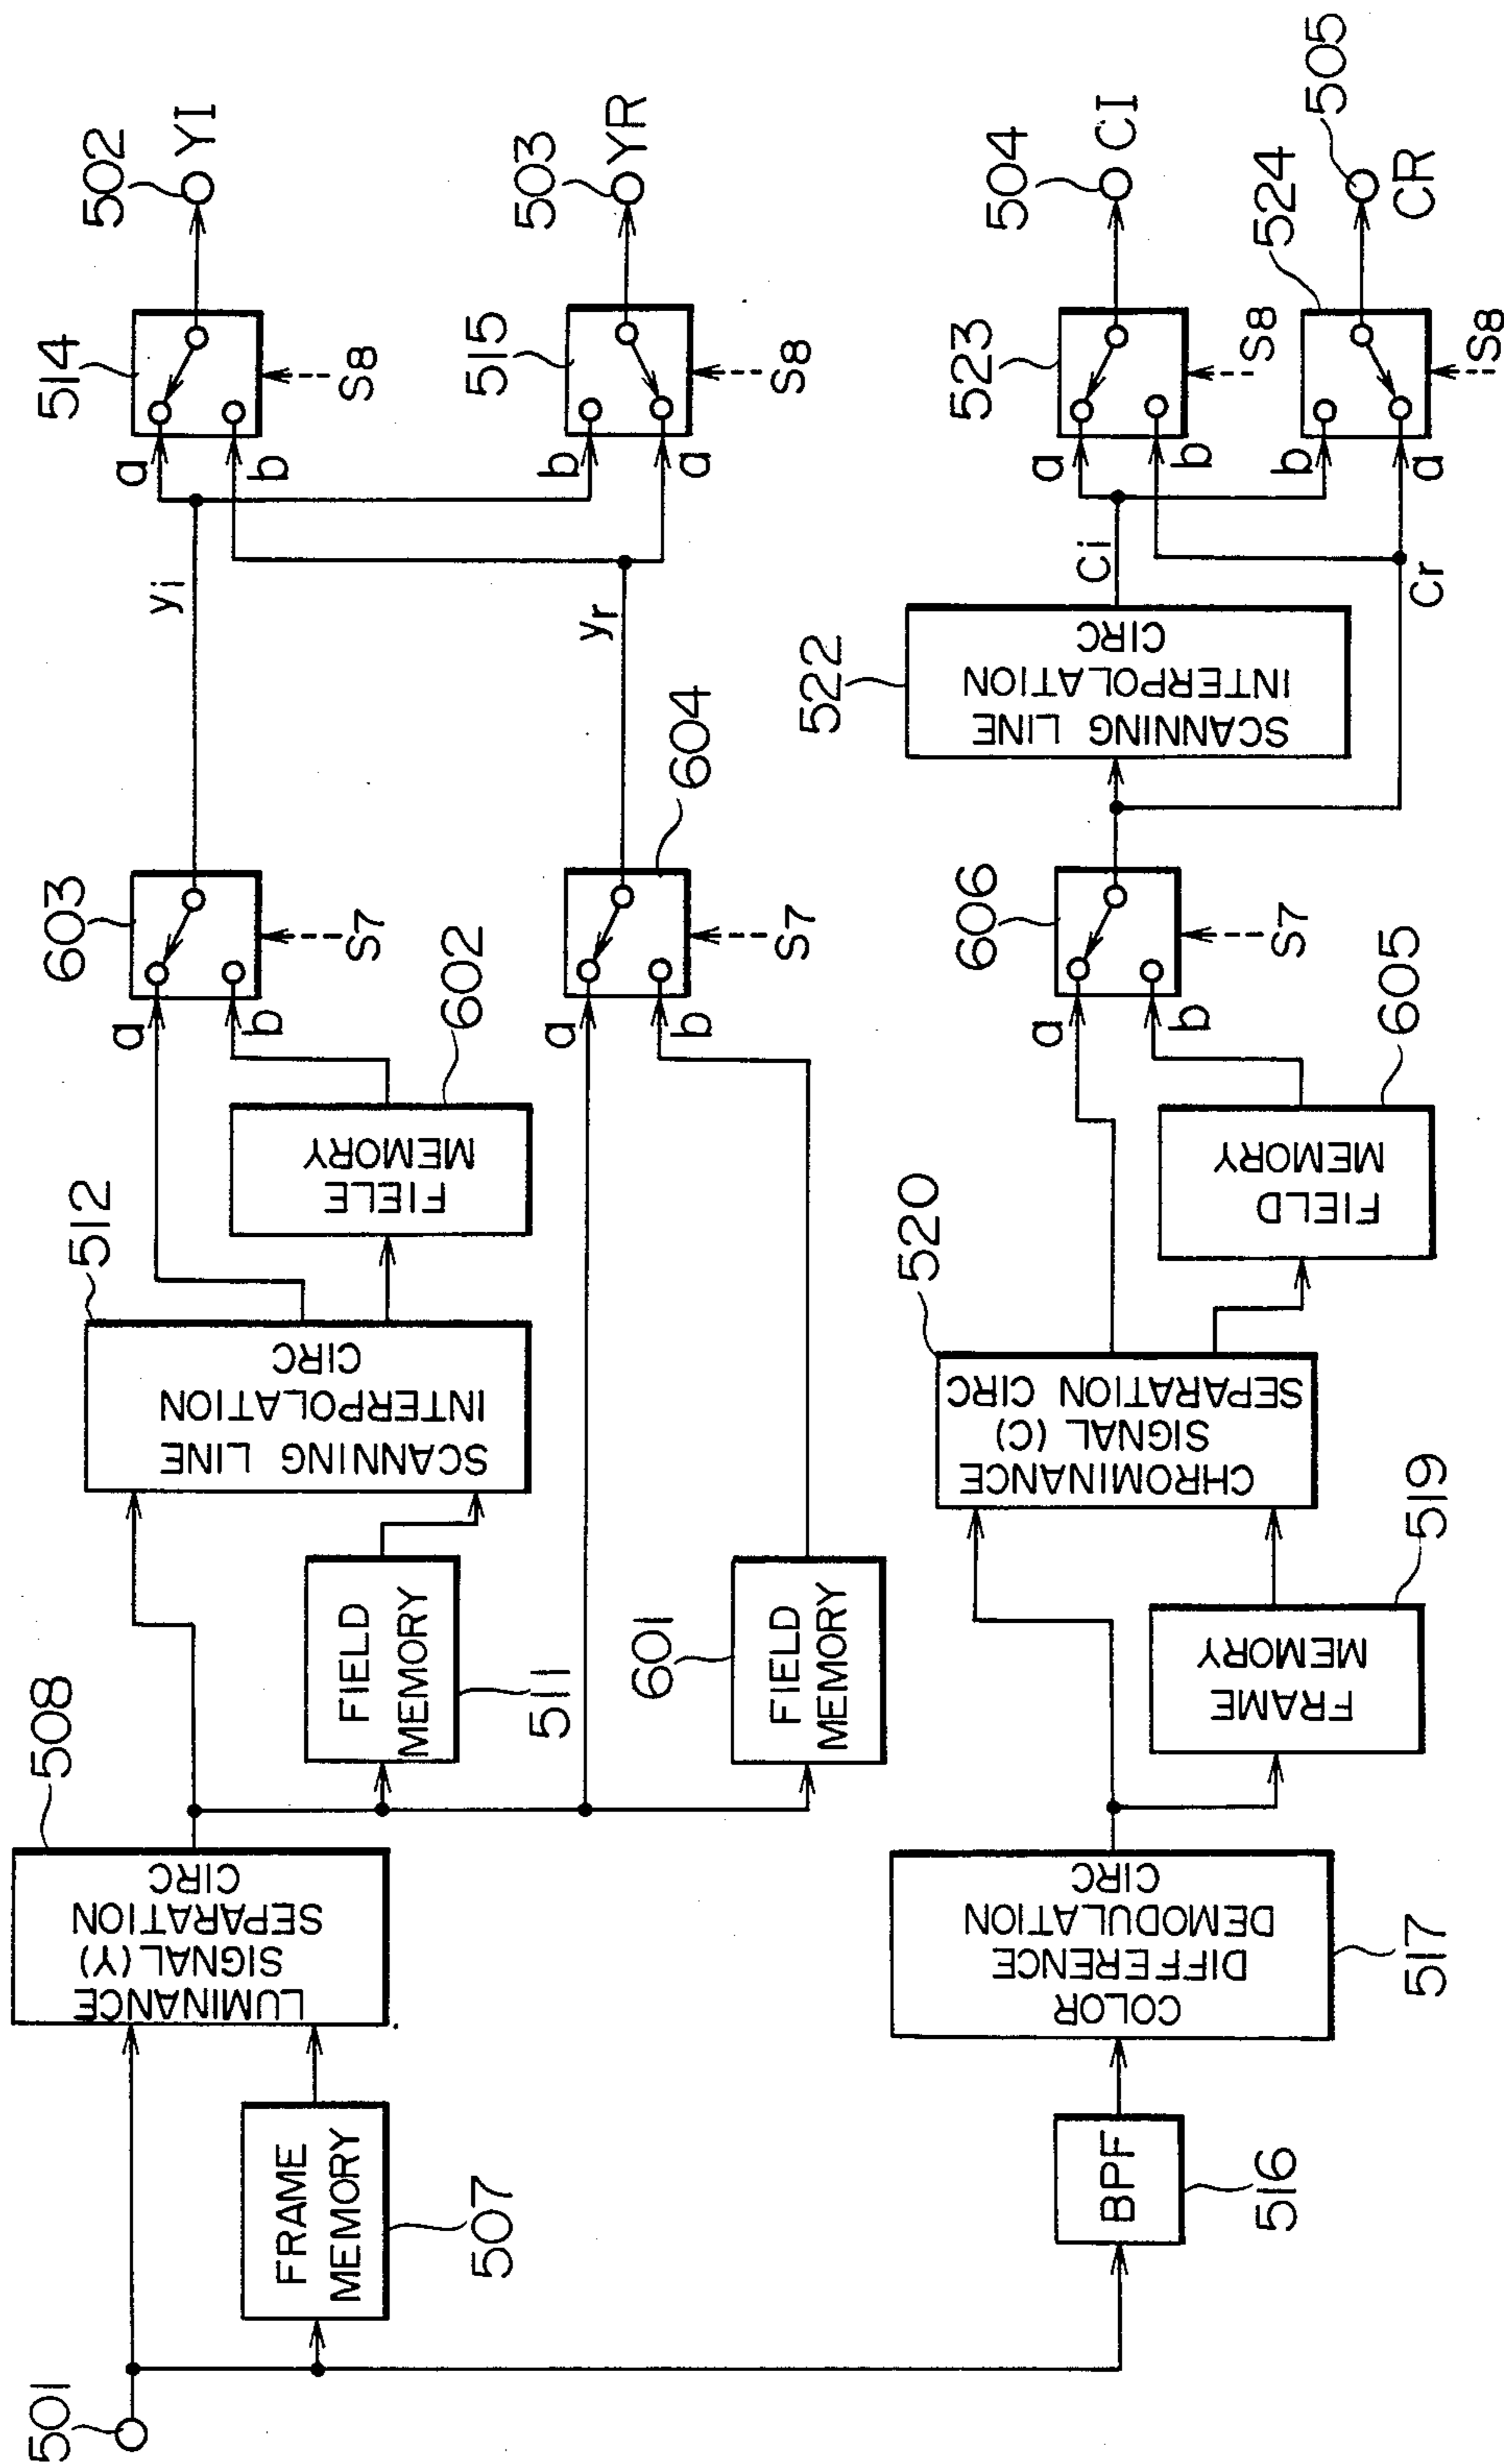 501
FRAME
MEMORY
507
LUMINANCE
SIGNAL (Y)
SEPARATION
CIRC
508
FIELD
MEMORY
511
SCANNING LINE
INTERPOLATION
CIRC
512
FIELE
MEMORY
602
a
b
603
S7
yi
a
b
514
S8
502
YI
FIELD
MEMORY
601
a
b
604
S7
yr
b
a
515
S8
503
YR
BPF
516
COLOR
DIFFERENCE
DEMODULATION
CIRC
517
FRAME
MEMORY
519
CHROMINANCE
SIGNAL (C)
SEPARATION CIRC
520
FIELD
MEMORY
605
a
b
606
S7
SCANNING LINE
INTERPOLATION
CIRC
522
Ci
Cr
a
b
523
S8
504
CI
b
a
524
S8
505
CR